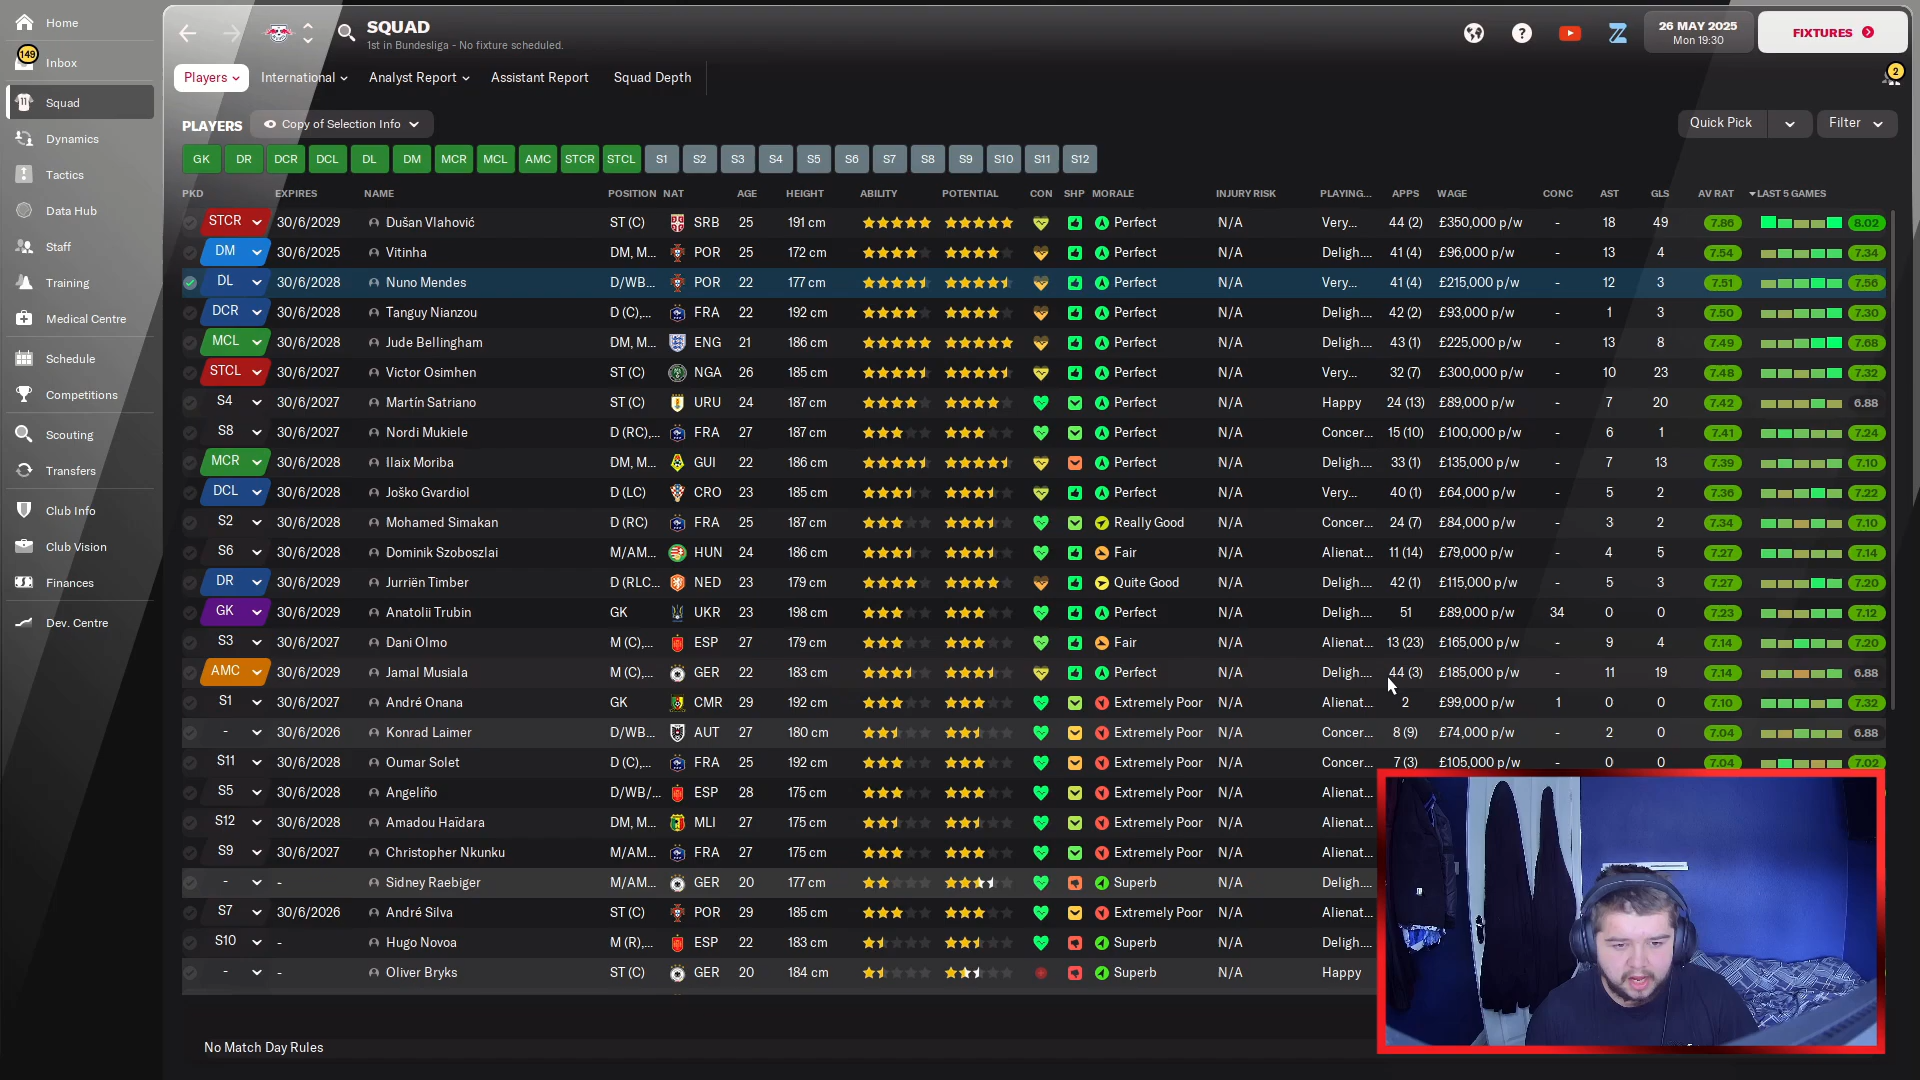 Home
149
Inbox
Squad
Dynamics
Tactics
Data Hub
Staff
Training
Medical Centre
Schedule
Competitions
Scouting
Transfers
Club Info
Club Vision
Finances
Dev. Centre
SQUAD
1st in Bundesliga - No fixture scheduled.
26 MAY 2025
Mon 19:30
FIXTURES
2
Players International Analyst Report Assistant Report Squad Depth
PLAYERS Copy of Selection Info Quick Pick Filter
GK DR DCR DCL DL DM MCR MCL AMC STCR STCL S1 S2 S3 S4 S5 S6 S7 S8 S9 S10 S11 S12
PKD EXPIRES NAME POSITION NAT AGE HEIGHT ABILITY POTENTIAL CON SHP MORALE INJURY RISK PLAYING... APPS WAGE CONC AST GLS AV RAT LAST 5 GAMES
STCR 30/6/2029 Dušan Vlahović ST (C) SRB 25 191 cm Perfect N/A Very... 44 (2) £350,000 p/w - 18 49 7.86 8.02
DM 30/6/2025 Vitinha DM, M... POR 25 172 cm Perfect N/A Deligh.... 41 (4) £96,000 p/w - 13 4 7.54 7.34
DL 30/6/2028 Nuno Mendes D/WB... POR 22 177 cm Perfect N/A Very... 41 (4) £215,000 p/w - 12 3 7.51 7.56
DCR 30/6/2028 Tanguy Nianzou D (C),... FRA 22 192 cm Perfect N/A Deligh.... 42 (2) £93,000 p/w - 1 3 7.50 7.30
MCL 30/6/2028 Jude Bellingham DM, M... ENG 21 186 cm Perfect N/A Deligh.... 43 (1) £225,000 p/w - 13 8 7.49 7.68
STCL 30/6/2027 Victor Osimhen ST (C) NGA 26 185 cm Perfect N/A Very... 32 (7) £300,000 p/w - 10 23 7.48 7.32
S4 30/6/2027 Martín Satriano ST (C) URU 24 187 cm Perfect N/A Happy 24 (13) £89,000 p/w - 7 20 7.42 6.88
S8 30/6/2027 Nordi Mukiele D (RC),... FRA 27 187 cm Perfect N/A Concer... 15 (10) £100,000 p/w - 6 1 7.41 7.24
MCR 30/6/2028 Ilaix Moriba DM, M... GUI 22 186 cm Perfect N/A Deligh.... 33 (1) £135,000 p/w - 7 13 7.39 7.10
DCL 30/6/2028 Joško Gvardiol D (LC) CRO 23 185 cm Perfect N/A Very... 40 (1) £64,000 p/w - 5 2 7.36 7.22
S2 30/6/2028 Mohamed Simakan D (RC) FRA 25 187 cm Really Good N/A Concer... 24 (7) £84,000 p/w - 3 2 7.34 7.10
S6 30/6/2028 Dominik Szoboszlai M/AM... HUN 24 186 cm Fair N/A Alienat... 11 (14) £79,000 p/w - 4 5 7.27 7.14
DR 30/6/2029 Jurriën Timber D (RLC... NED 23 179 cm Quite Good N/A Deligh.... 42 (1) £115,000 p/w - 5 3 7.27 7.20
GK 30/6/2029 Anatolii Trubin GK UKR 23 198 cm Perfect N/A Deligh.... 51 £89,000 p/w 34 0 0 7.23 7.12
S3 30/6/2027 Dani Olmo M (C),... ESP 27 179 cm Fair N/A Alienat... 13 (23) £165,000 p/w - 9 4 7.14 7.20
AMC 30/6/2029 Jamal Musiala M (C),... GER 22 183 cm Perfect N/A Deligh.... 44 (3) £185,000 p/w - 11 19 7.14 6.88
S1 30/6/2027 André Onana GK CMR 29 192 cm Extremely Poor N/A Alienat... 2 £99,000 p/w 1 0 0 7.10 7.32
- 30/6/2026 Konrad Laimer D/WB... AUT 27 180 cm Extremely Poor N/A Concer... 8 (9) £74,000 p/w - 2 0 7.04 6.88
S11 30/6/2028 Oumar Solet D (C),... FRA 25 192 cm Extremely Poor N/A Concer... 7 (3) £105,000 p/w - 0 0 7.04 7.02
S5 30/6/2028 Angeliño D/WB/... ESP 28 175 cm Extremely Poor N/A Alienat...
S12 30/6/2028 Amadou Haïdara DM, M... MLI 27 175 cm Extremely Poor N/A Alienat...
S9 30/6/2027 Christopher Nkunku M/AM... FRA 27 175 cm Extremely Poor N/A Alienat...
- - Sidney Raebiger M/AM... GER 20 177 cm Superb N/A Deligh....
S7 30/6/2026 André Silva ST (C) POR 29 185 cm Extremely Poor N/A Alienat...
S10 - Hugo Novoa M (R),... ESP 22 183 cm Superb N/A Deligh....
- - Oliver Bryks ST (C) GER 20 184 cm Superb N/A Happy
No Match Day Rules